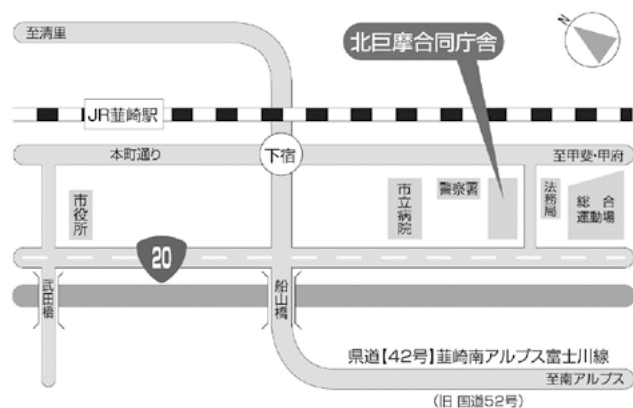 至清里
北巨摩合同庁舎
N
JR韮崎駅
本町通り
下宿
至甲斐・甲府
市役所
市立病院
警察署
法務局
総合
運動場
20
武田橋
船山橋
県道【42号】韮崎南アルプス富士川線
至南アルプス
(旧 国道52号)